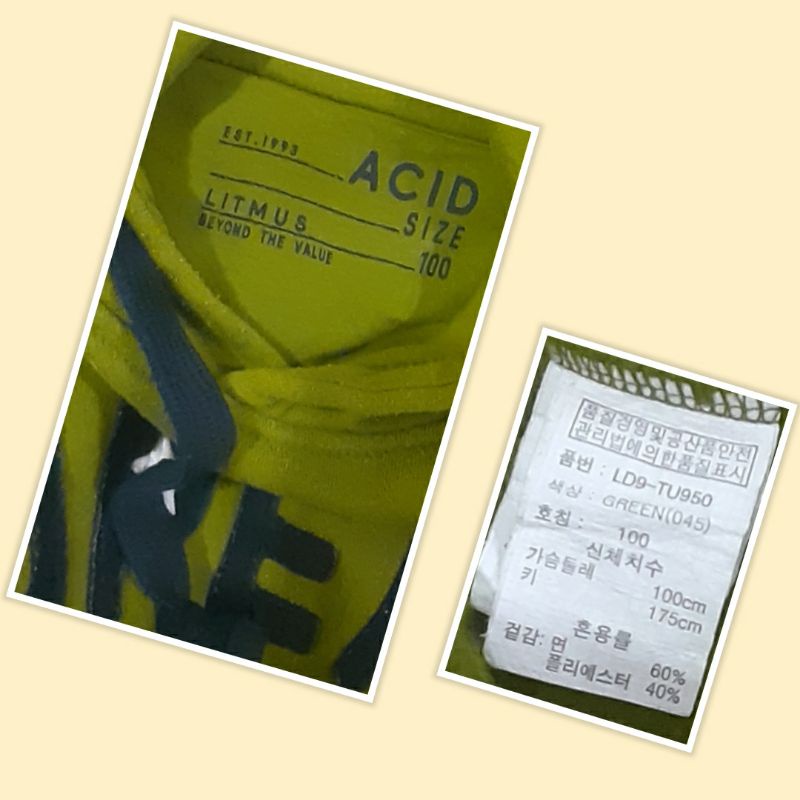 EST.1993
ACID
LITMUS
SIZE
BEYOND THE VALUE
100
RE
품질경영및공산품안전
관리법에의한품질표시
품번 : LD9-TU950
색상 : GREEN(045)
호칭 : 100
신체치수
가슴둘레 100cm
키 175cm
혼용률
겉감: 면 60%
폴리에스터 40%